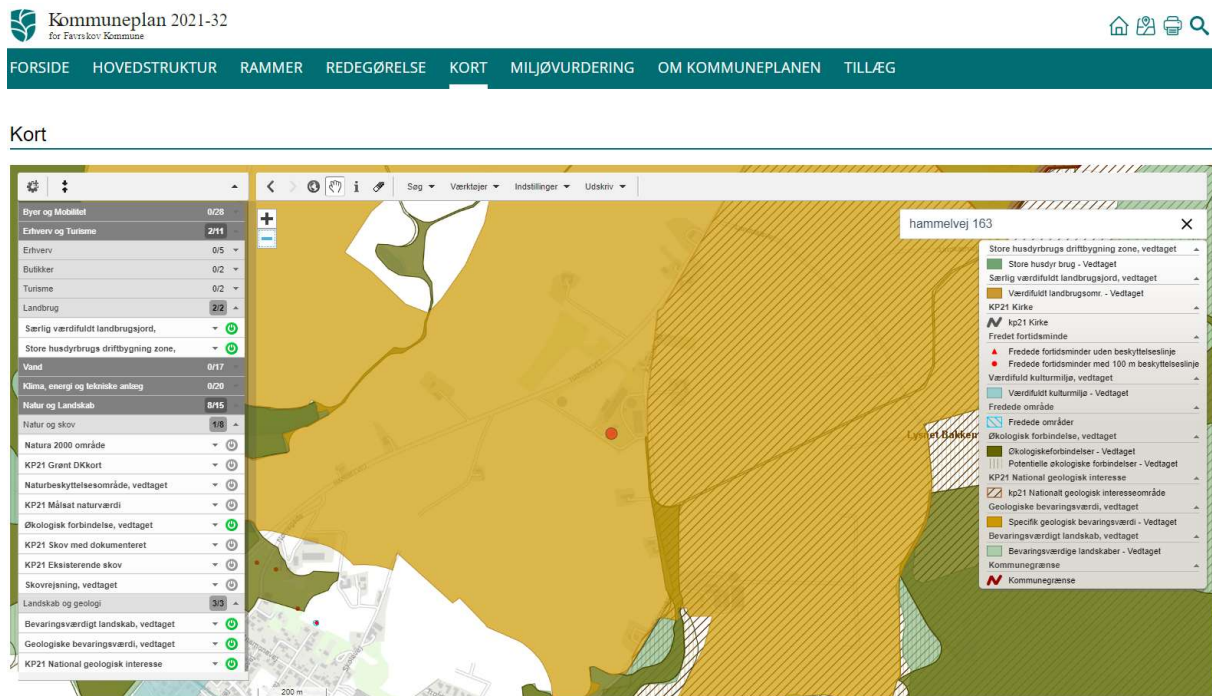 Kommuneplan 2021-32
for Favrskov Kommune
FORSIDE HOVEDSTRUKTUR RAMMER REDEGØRELSE KORT MILJØVURDERING OM KOMMUNEPLANEN TILLÆG
Kort
Søg Værktøjer Indstillinger Udskriv
Byer og Mobilitet 0/28
Erhverv og Turisme 2/11
Erhverv 0/5
Butikker 0/2
Turisme 0/2
Landbrug 2/2
Særlig værdifuldt landbrugsjord,
Store husdyrbrugs driftbygning zone,
Vand 0/17
Klima, energi og tekniske anlæg 0/20
Natur og Landskab 8/15
Natur og skov 1/8
Natura 2000 område
KP21 Grønt DKkort
Naturbeskyttelsesområde, vedtaget
KP21 Målsat naturværdi
Økologisk forbindelse, vedtaget
KP21 Skov med dokumenteret
KP21 Eksisterende skov
Skovrejsning, vedtaget
Landskab og geologi 3/3
Bevaringsværdigt landskab, vedtaget
Geologiske bevaringsværdi, vedtaget
KP21 National geologisk interesse
200 m
Lysnet Bakken
hammelvej 163
Store husdyrbrugs driftbygning zone, vedtaget
Store husdyr brug - Vedtaget
Særlig værdifuldt landbrugsjord, vedtaget
Værdifuldt landbrugsomr. - Vedtaget
KP21 Kirke
kp21 Kirke
Fredet fortidsminde
Fredede fortidsminder uden beskyttelseslinje
Fredede fortidsminder med 100 m beskyttelseslinje
Værdifuld kulturmiljø, vedtaget
Værdifuldt kulturmiljø - Vedtaget
Fredede område
Fredede områder
Økologisk forbindelse, vedtaget
Økologiskeforbindelser - Vedtaget
Potentielle økologiske forbindelser - Vedtaget
KP21 National geologisk interesse
kp21 Nationalt geologisk interesseområde
Geologiske bevaringsværdi, vedtaget
Specifik geologisk bevaringsværdi - Vedtaget
Bevaringsværdigt landskab, vedtaget
Bevaringsværdige landskaber - Vedtaget
Kommunegrænse
Kommunegrænse